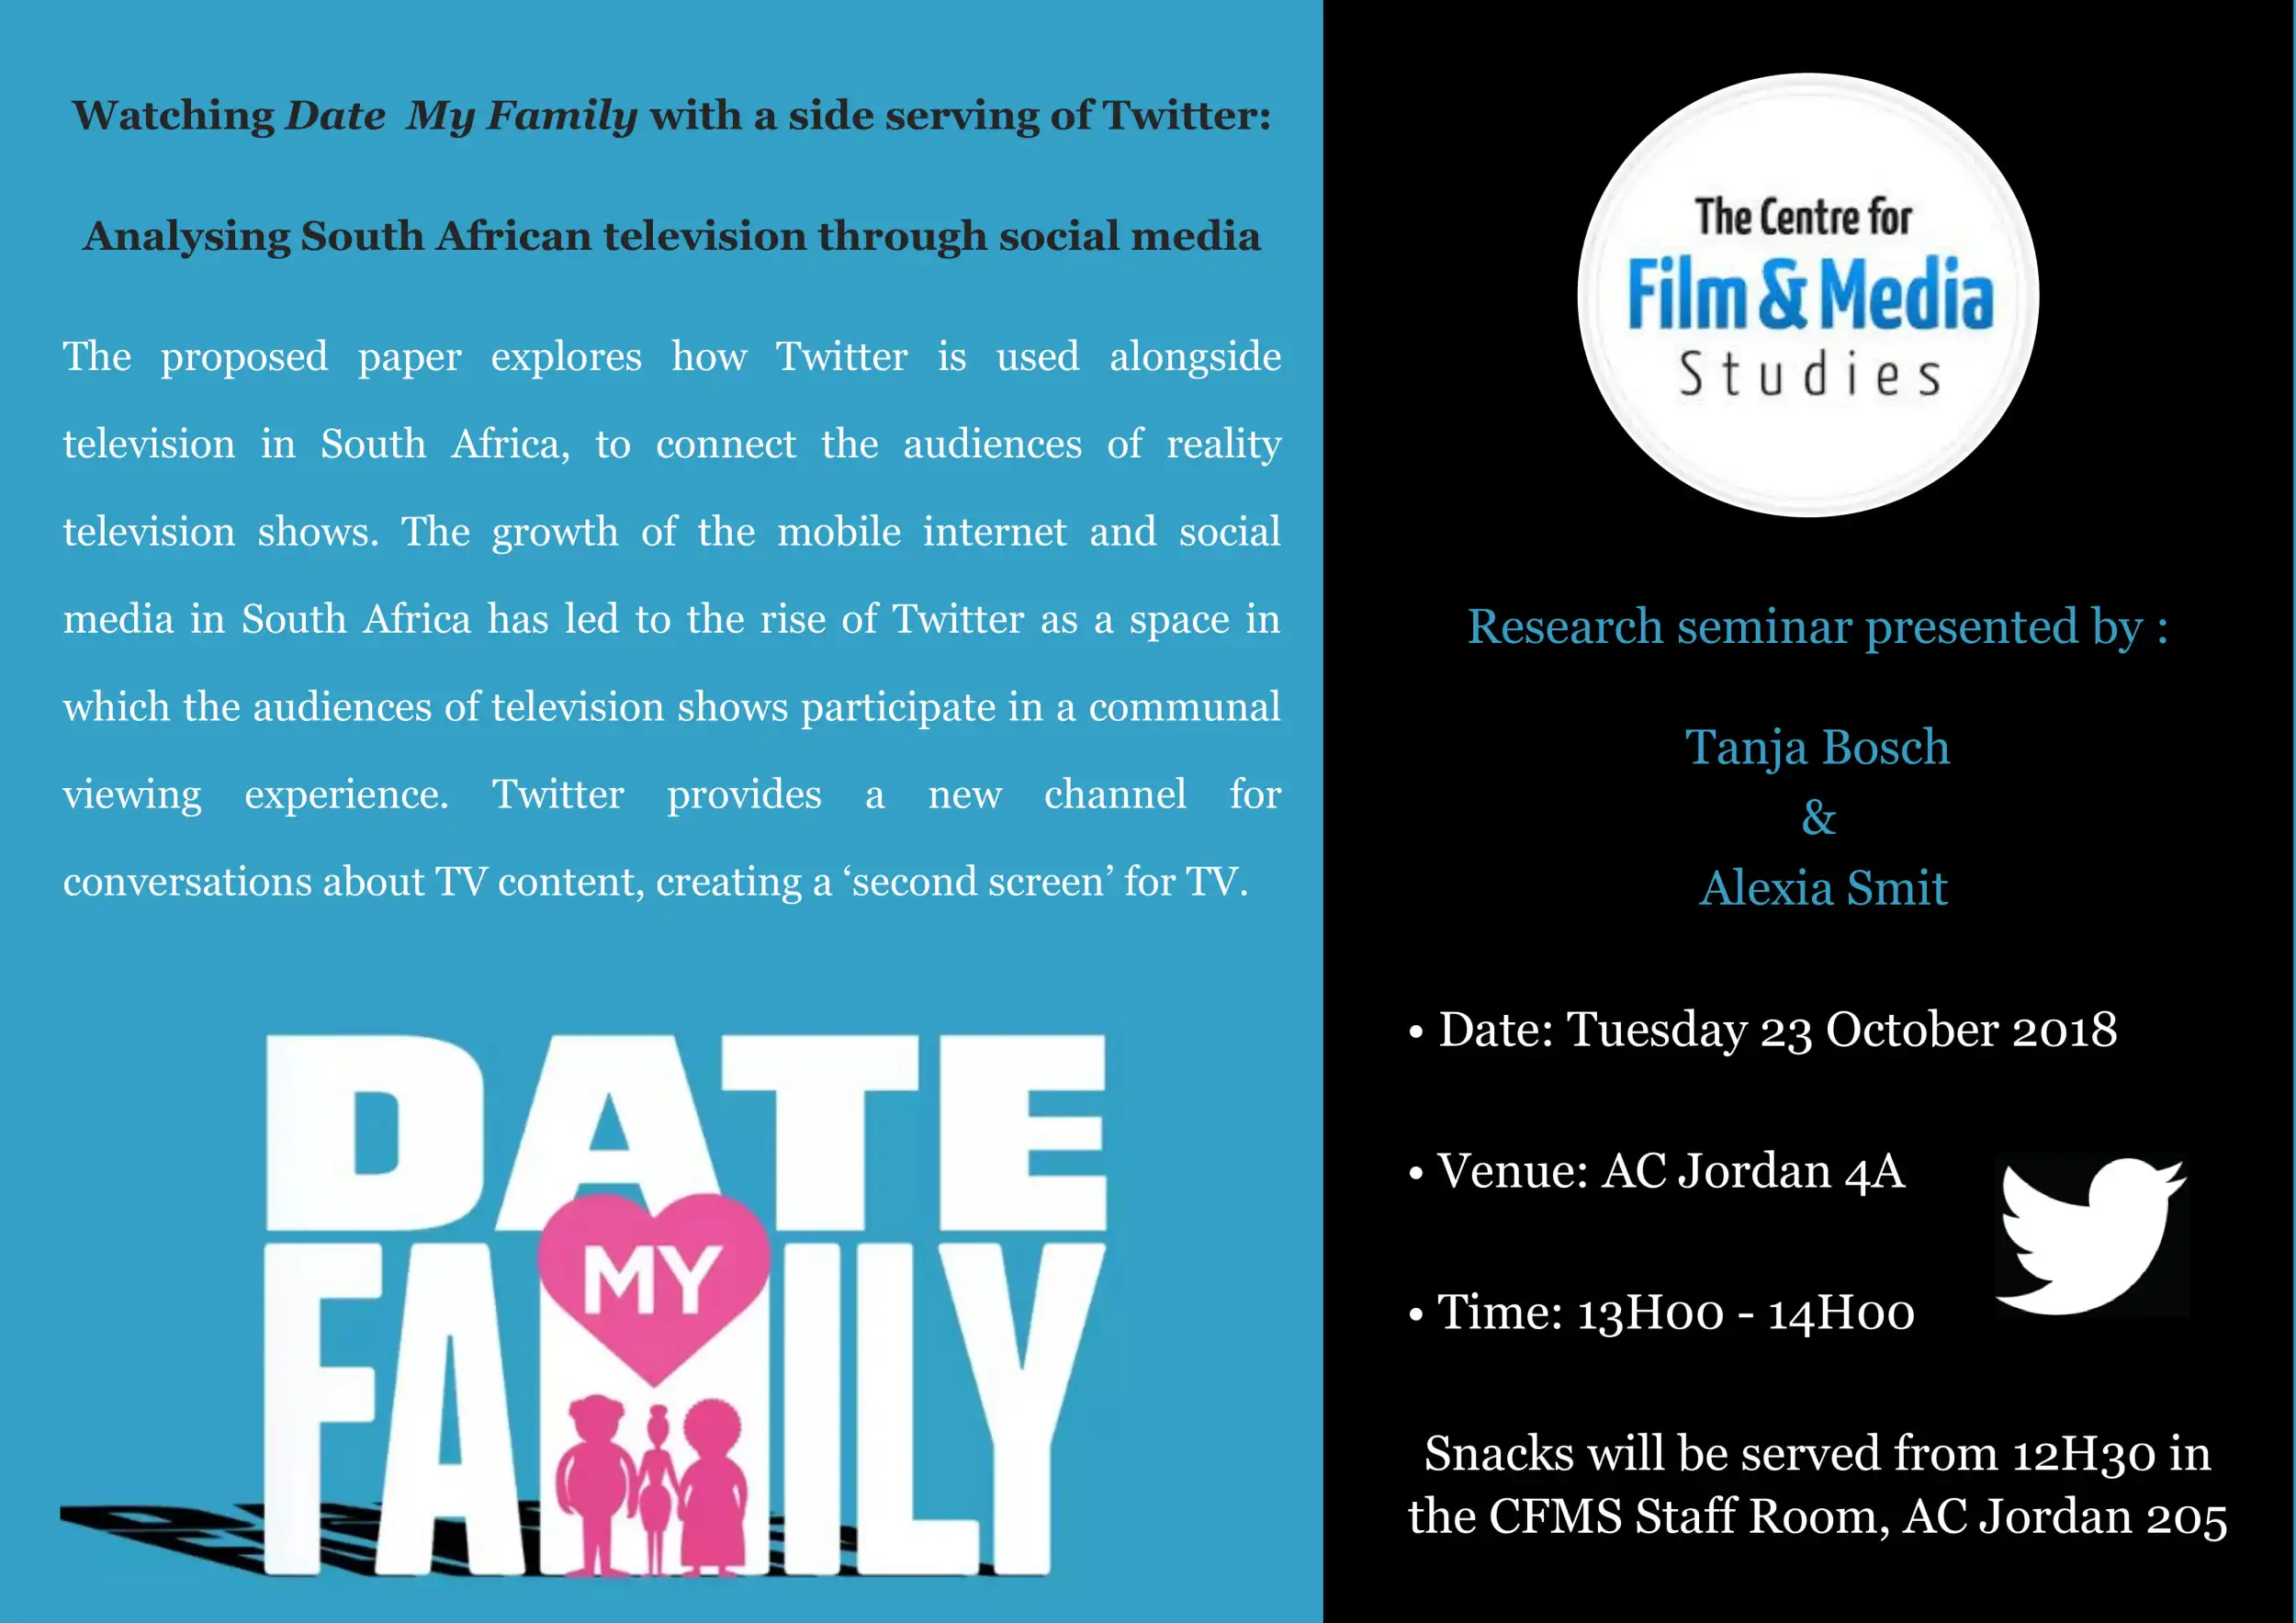 Watching Date My Family with a side serving of Twitter:
Analysing South African television through social media
The proposed paper explores how Twitter is used alongside
television in South Africa, to connect the audiences of reality
television shows. The growth of the mobile internet and social
media in South Africa has led to the rise of Twitter as a space in
which the audiences of television shows participate in a communal
viewing experience. Twitter provides a new channel for
conversations about TV content, creating a ‘second screen’ for TV.
DATE
MY
FAMILY
The Centre for
Film & Media
Studies
Research seminar presented by :
Tanja Bosch
&
Alexia Smit
• Date: Tuesday 23 October 2018
• Venue: AC Jordan 4A
• Time: 13H00 - 14H00
Snacks will be served from 12H30 in
the CFMS Staff Room, AC Jordan 205